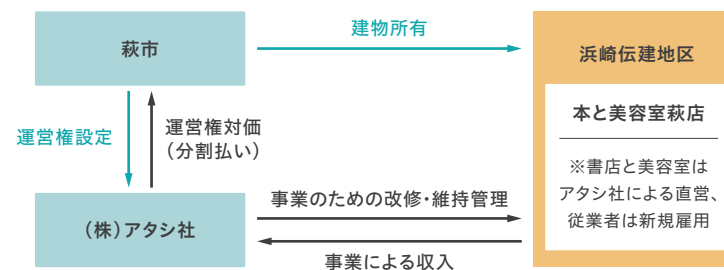 萩市
建物所有
浜崎伝建地区
本と美容室萩店
※書店と美容室は
アタシ社による直営、
従業者は新規雇用
運営権設定
運営権対価
（分割払い）
（株）アタシ社
事業のための改修・維持管理
事業による収入